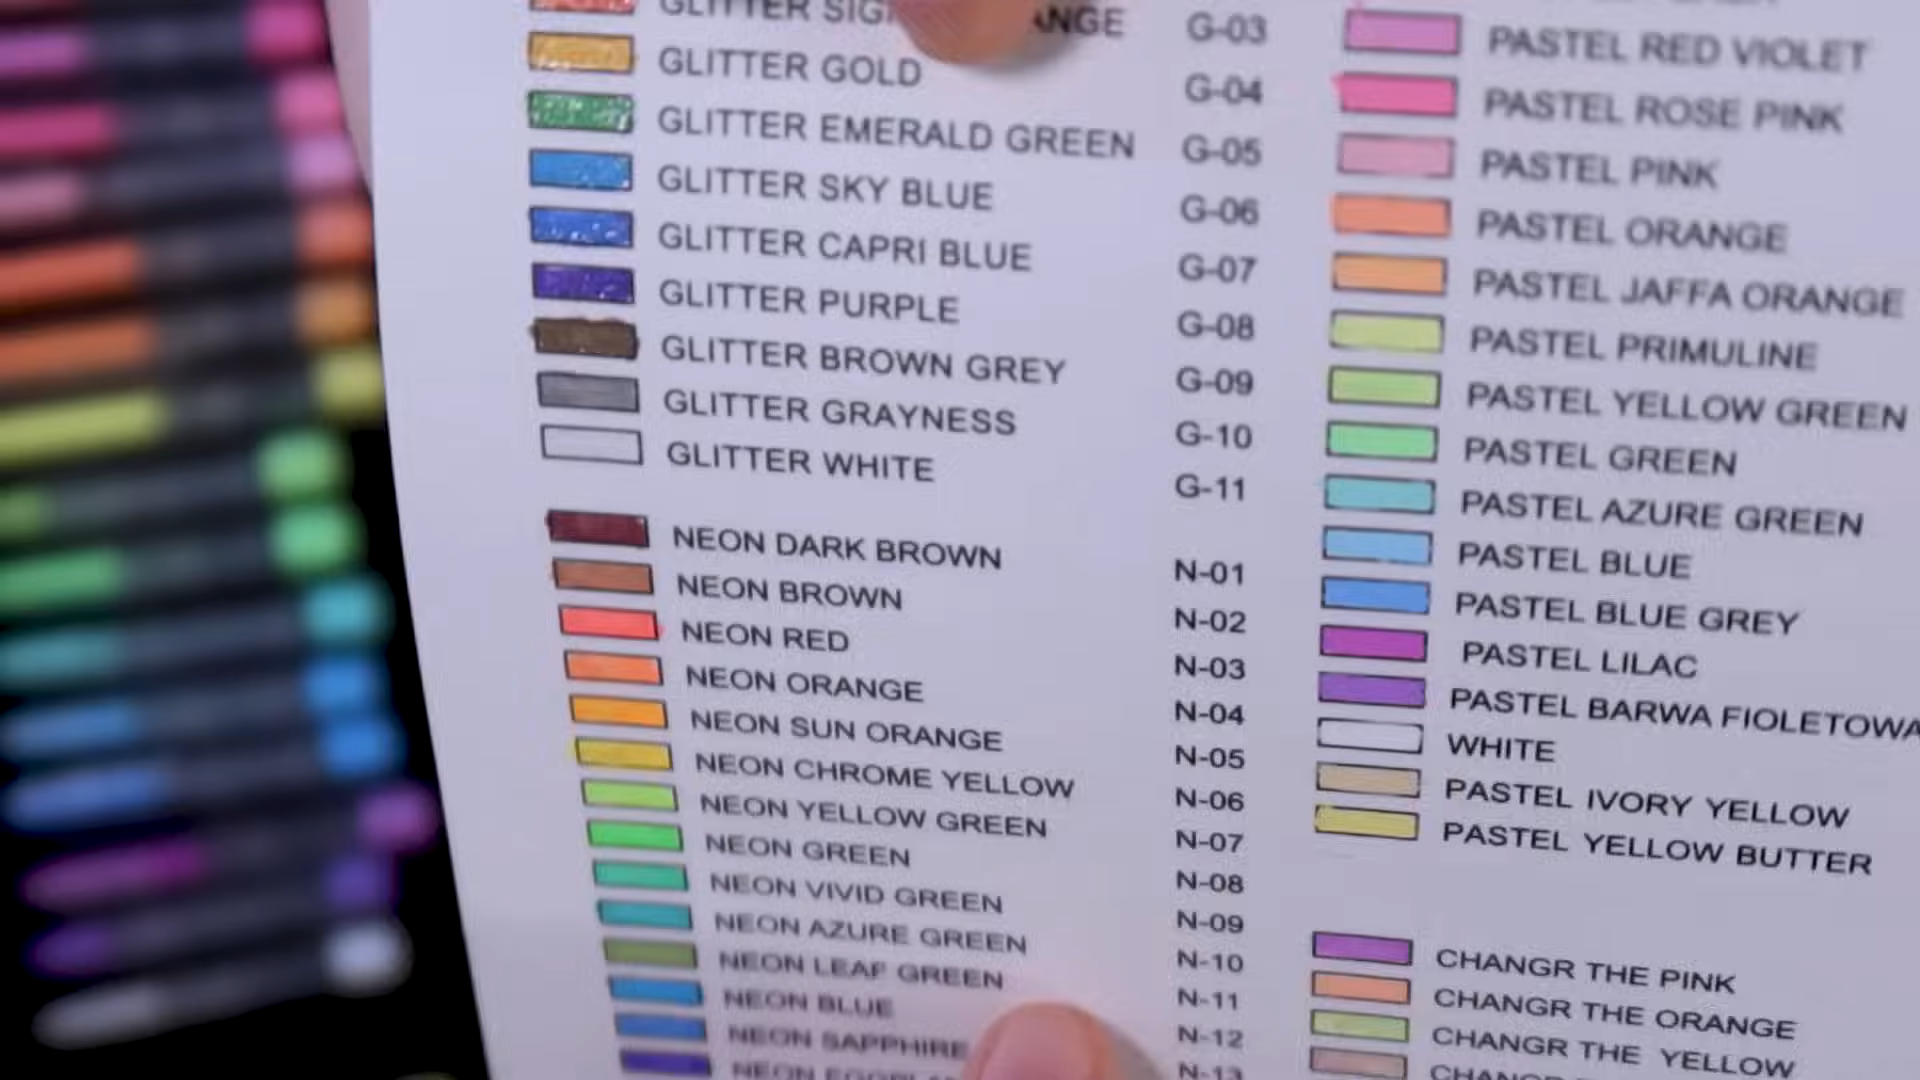 GLITTER G-03
GLITTER GOLD G-04
GLITTER EMERALD GREEN G-05
GLITTER SKY BLUE G-06
GLITTER CAPRI BLUE G-07
GLITTER PURPLE G-08
GLITTER BROWN GREY G-09
GLITTER GRAYNESS G-10
GLITTER WHITE G-11
NEON DARK BROWN N-01
NEON BROWN N-02
NEON RED N-03
NEON ORANGE N-04
NEON SUN ORANGE N-05
NEON CHROME YELLOW N-06
NEON YELLOW GREEN N-07
NEON GREEN N-08
NEON VIVID GREEN N-09
NEON AZURE GREEN N-10
NEON LEAF GREEN N-11
NEON BLUE N-12
NEON SAPPHIRE N-13
NEON
PASTEL RED VIOLET
PASTEL ROSE PINK
PASTEL PINK
PASTEL ORANGE
PASTEL JAFFA ORANGE
PASTEL PRIMULINE
PASTEL YELLOW GREEN
PASTEL GREEN
PASTEL AZURE GREEN
PASTEL BLUE
PASTEL BLUE GREY
PASTEL LILAC
PASTEL BARWA FIOLETOWA
WHITE
PASTEL IVORY YELLOW
PASTEL YELLOW BUTTER
CHANGR THE PINK
CHANGR THE ORANGE
CHANGR THE YELLOW